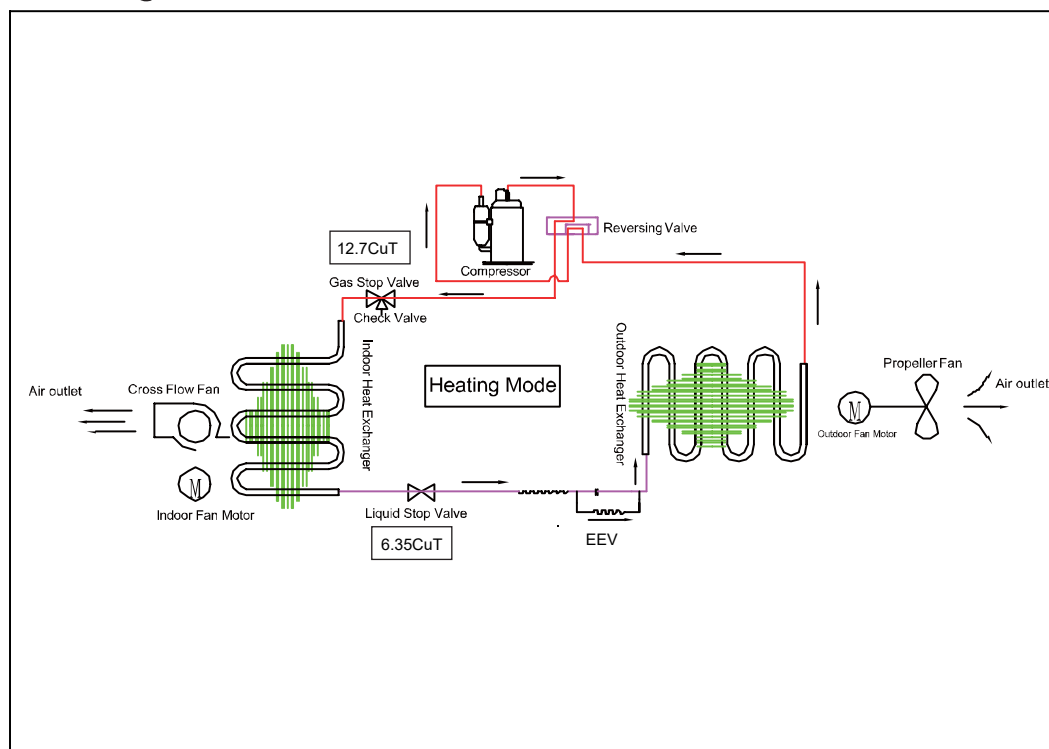 Reversing Valve
12.7CuT
Compressor
Gas Stop Valve
Check Valve
Indoor Heat Exchanger
Outdoor Heat Exchanger
Heating Mode
Propeller Fan
Air outlet
Cross Flow Fan
Air outlet
M
Outdoor Fan Motor
M
Indoor Fan Motor
Liquid Stop Valve
6.35CuT
EEV